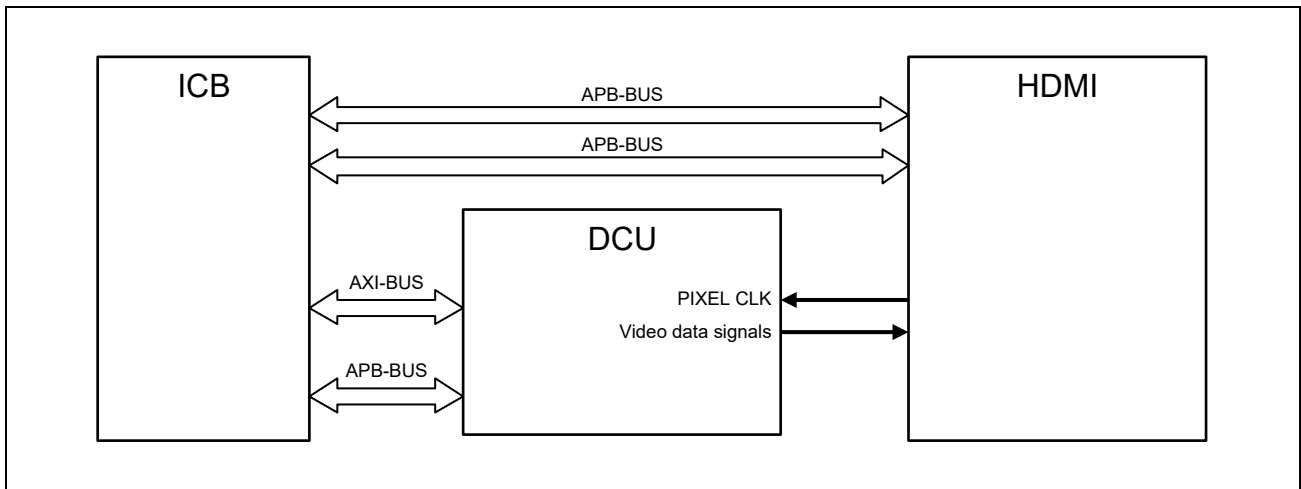 ICB
HDMI
APB-BUS
APB-BUS
DCU
AXI-BUS
PIXEL CLK
Video data signals
APB-BUS